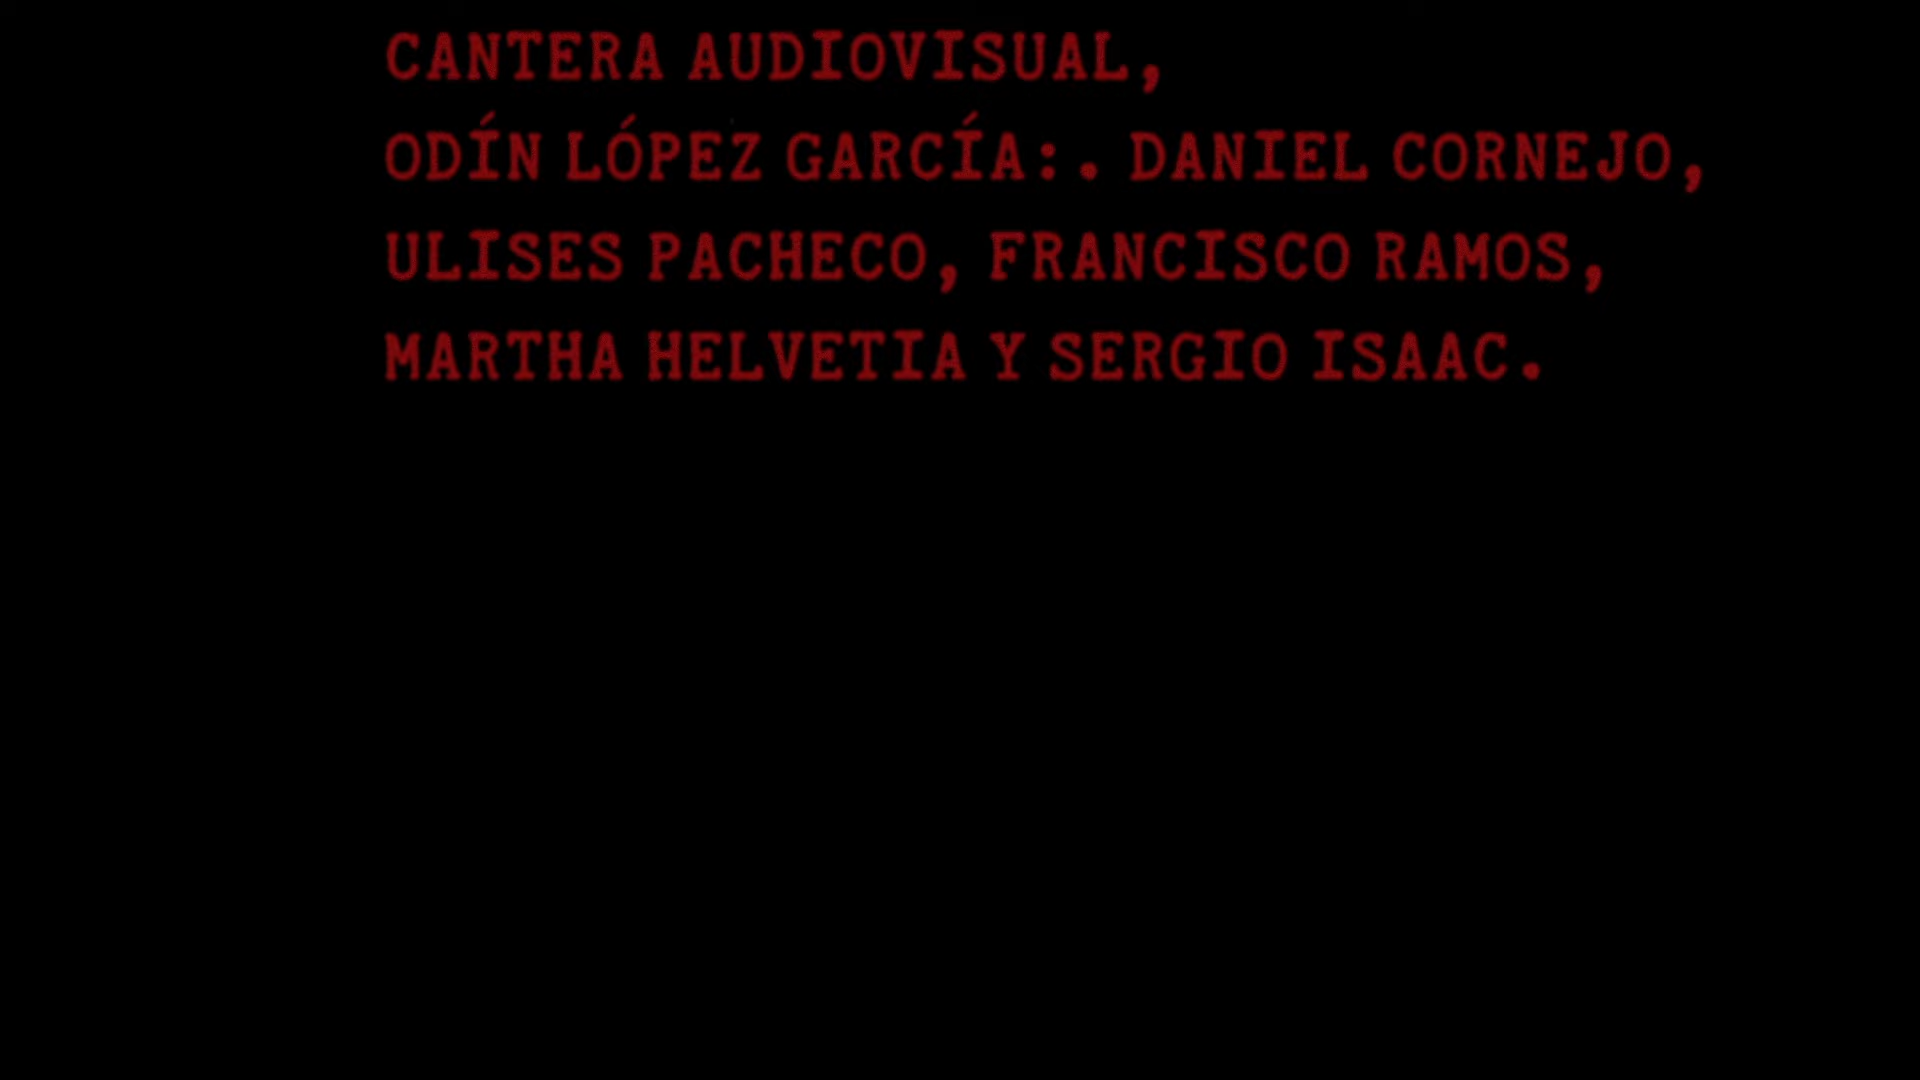 CANTERA AUDIOVISUAL,
ODÍN LÓPEZ GARCÍA:. DANIEL CORNEJO,
ULISES PACHECO, FRANCISCO RAMOS,
MARTHA HELVETIA Y SERGIO ISAAC.